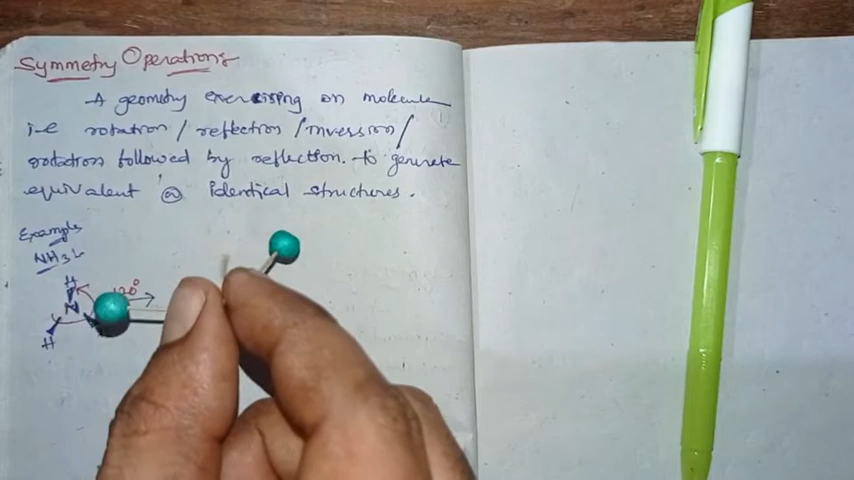 Symmetry Operations
A geometry exercising on molecule
i-e rotation / reflection / inversion /
rotation followed by reflection. to generate
equivalent @ identical structures.
Example
NH3
H
120°
N
H